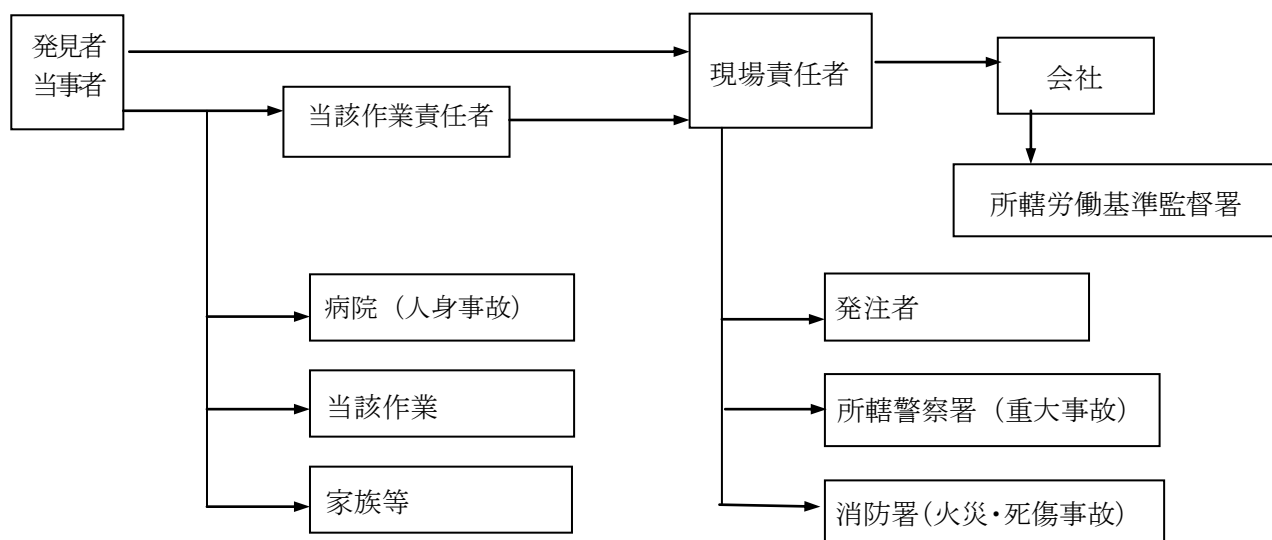 発見者
当事者
当該作業責任者
現場責任者
会社
所轄労働基準監督署
病院（人身事故）
当該作業
家族等
発注者
所轄警察署（重大事故）
消防署（火災・死傷事故）